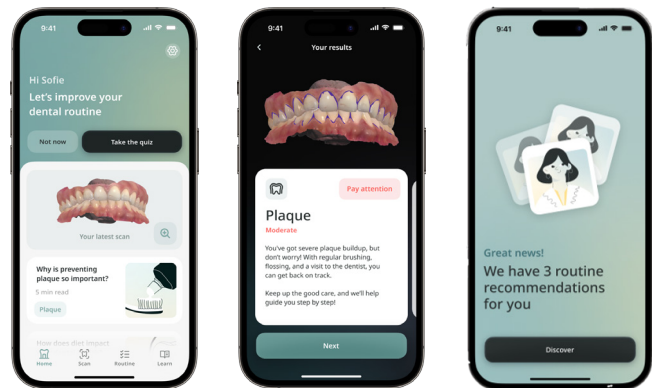 9:41
Hi Sofie
Let's improve your
dental routine
Not now
Take the quiz
Your latest scan
Why is preventing
plaque so important?
5 min read
Plaque
How does diet impact
Home
Scan
Routine
Learn
9:41
Your results
Pay attention
Plaque
Moderate
You've got severe plaque buildup, but
don't worry! With regular brushing,
flossing, and a visit to the dentist, you
can get back on track.
Keep up the good care, and we'll help
guide you step by step!
Next
9:41
Great news!
We have 3 routine
recommendations
for you
Discover